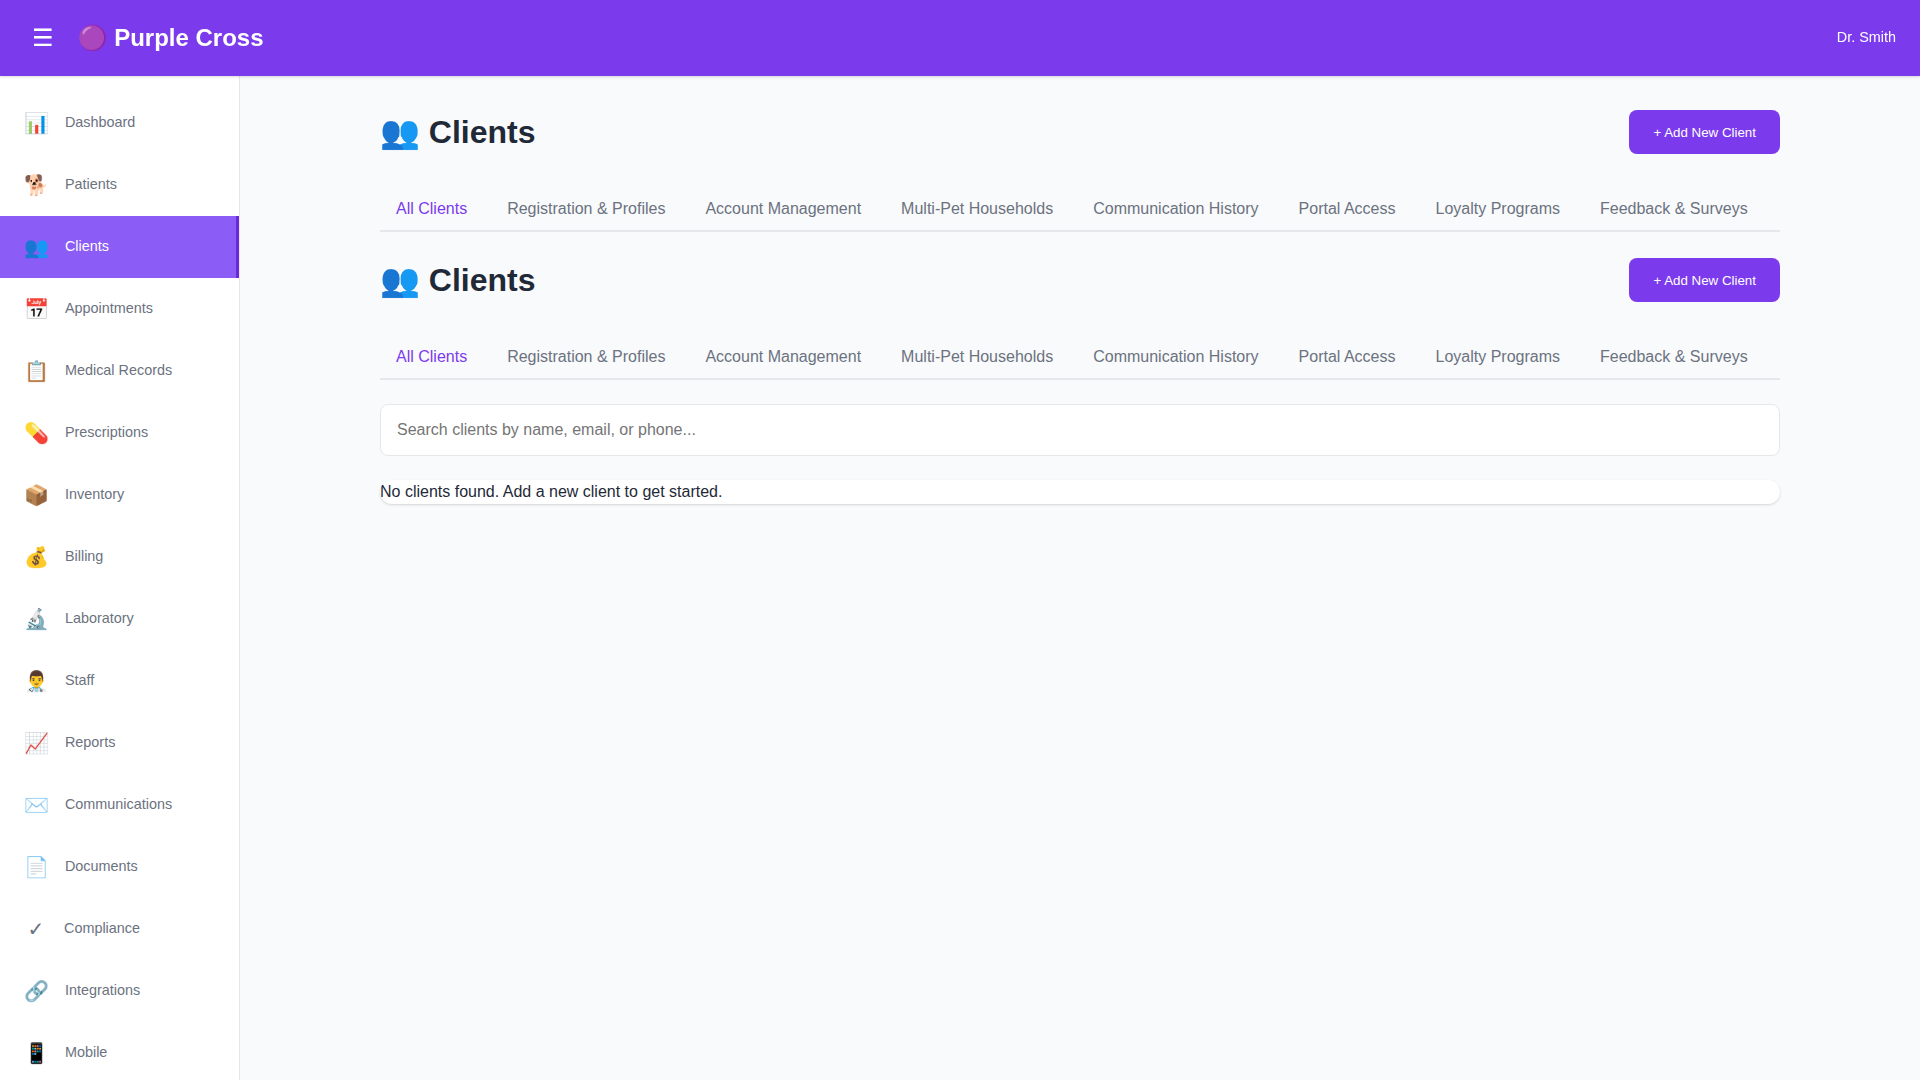 ☰ 🟣 Purple Cross
Dr. Smith
📊 Dashboard
🐕 Patients
👥 Clients
📅 Appointments
📋 Medical Records
💊 Prescriptions
📦 Inventory
💰 Billing
🔬 Laboratory
👨‍⚕️ Staff
📈 Reports
✉️ Communications
📄 Documents
✓ Compliance
🔗 Integrations
📱 Mobile
👥 Clients
+ Add New Client
All Clients Registration & Profiles Account Management Multi-Pet Households Communication History Portal Access Loyalty Programs Feedback & Surveys
👥 Clients
+ Add New Client
All Clients Registration & Profiles Account Management Multi-Pet Households Communication History Portal Access Loyalty Programs Feedback & Surveys
Search clients by name, email, or phone...
No clients found. Add a new client to get started.